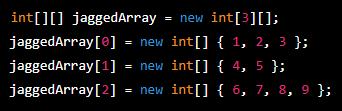 int[][] jaggedArray = new int[3][];
jaggedArray[0] = new int[] { 1, 2, 3 };
jaggedArray[1] = new int[] { 4, 5 };
jaggedArray[2] = new int[] { 6, 7, 8, 9 };